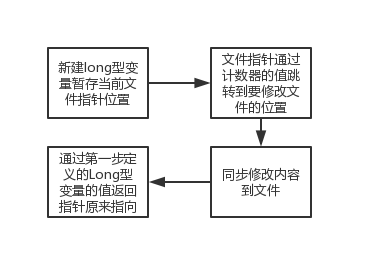 新建long型变
量暂存当前文
件指针位置
文件指针通过
计数器的值跳
转到要修改文
件的位置
同步修改内容
到文件
通过第一步定
义的Long型
变量的值返回
指针原来指向